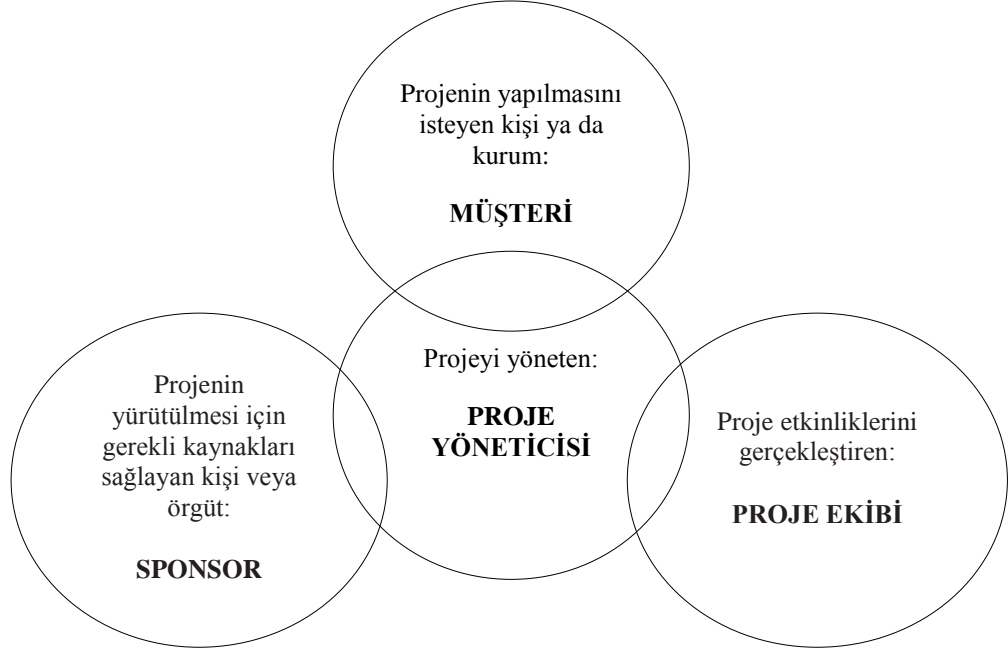 Projenin yapılmasını
isteyen kişi ya da
kurum:
MÜŞTERİ
Projenin
yürütülmesi için
gerekli kaynakları
sağlayan kişi veya
örgüt:
SPONSOR
Projeyi yöneten:
PROJE
YÖNETİCİSİ
Proje etkinliklerini
gerçekleştiren:
PROJE EKİBİ